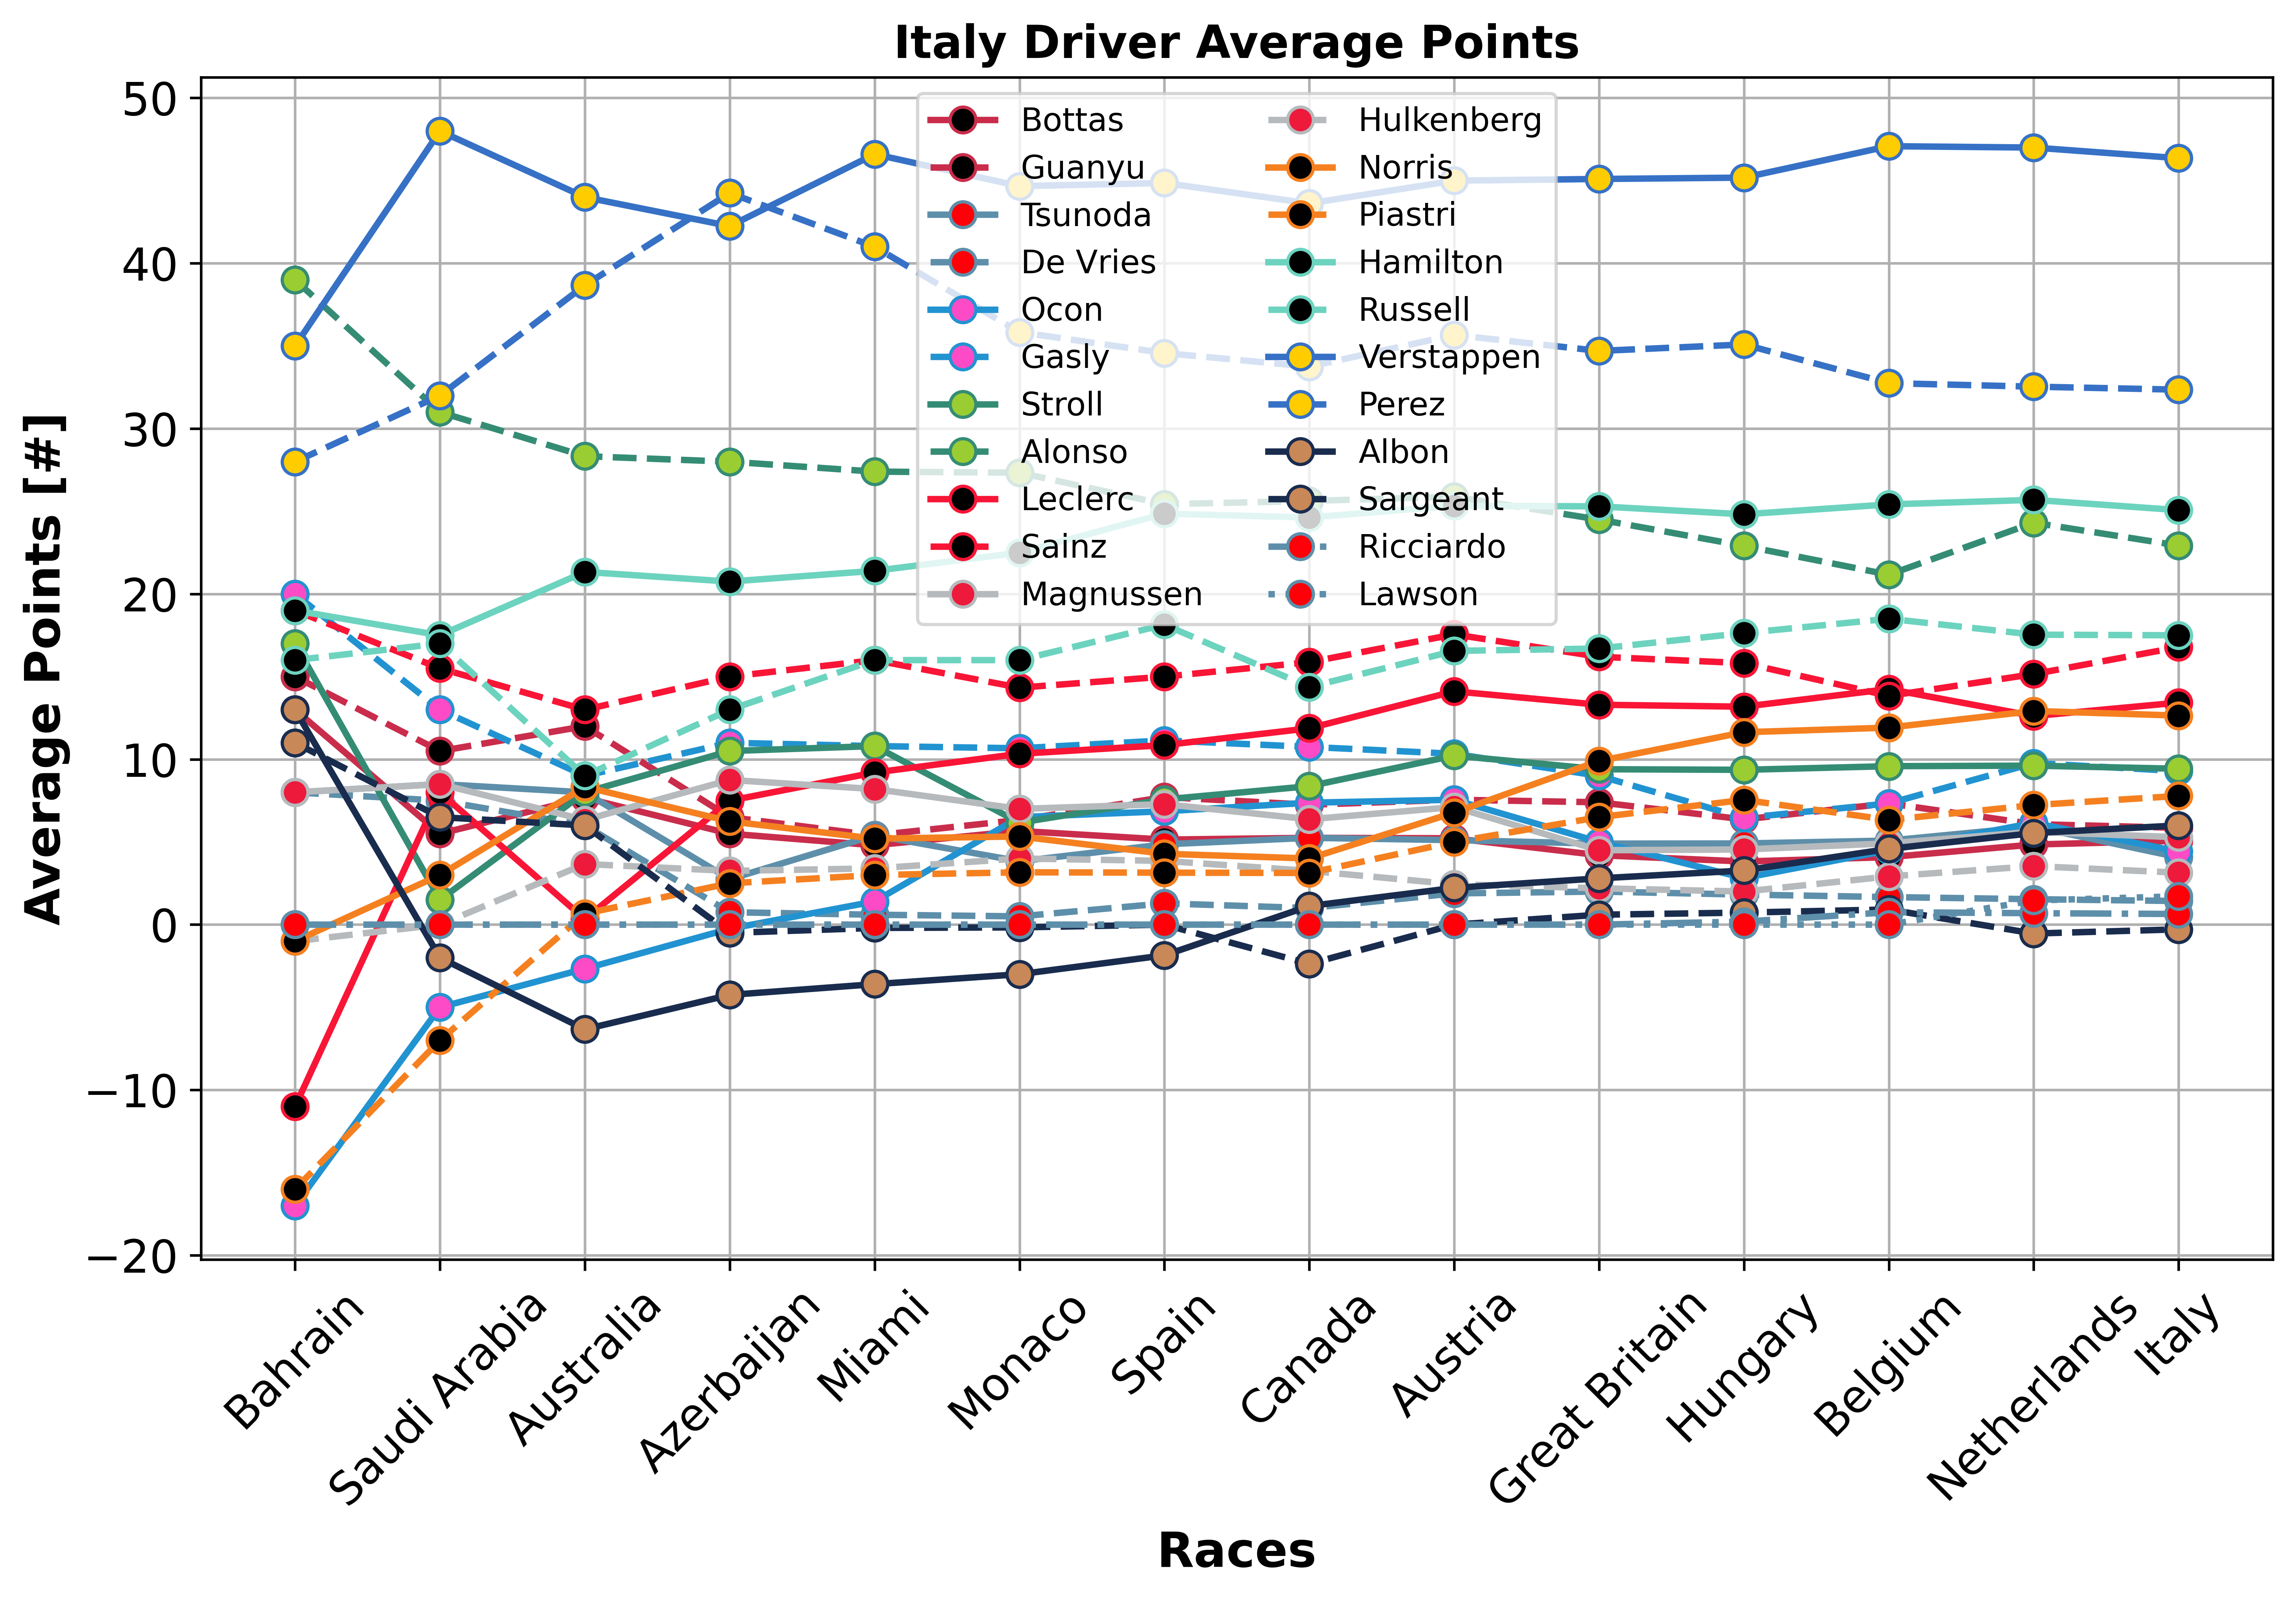 Italy Driver Average Points
50
40
30
20
10
0
−10
−20
Average Points [#]
Bottas
Guanyu
Tsunoda
De Vries
Ocon
Gasly
Stroll
Alonso
Leclerc
Sainz
Magnussen
Hulkenberg
Norris
Piastri
Hamilton
Russell
Verstappen
Perez
Albon
Sargeant
Ricciardo
Lawson
Bahrain
Saudi Arabia
Australia
Azerbaijan
Miami
Monaco
Spain
Canada
Austria
Great Britain
Hungary
Belgium
Netherlands
Italy
Races